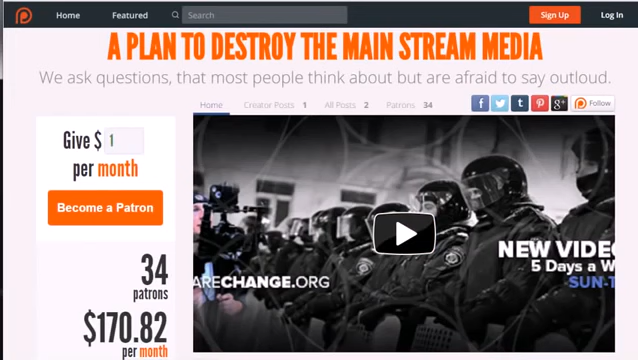 Home Featured Search Sign Up Log In
A PLAN TO DESTROY THE MAIN STREAM MEDIA
We ask questions, that most people think about but are afraid to say outloud.
Home Creator Posts 1 All Posts 2 Patrons 34 Follow
Give $ 1
per month
Become a Patron
34
patrons
$170.82
per month
ARECHANGE.ORG
NEW VIDEO
5 Days a W
SUN-T